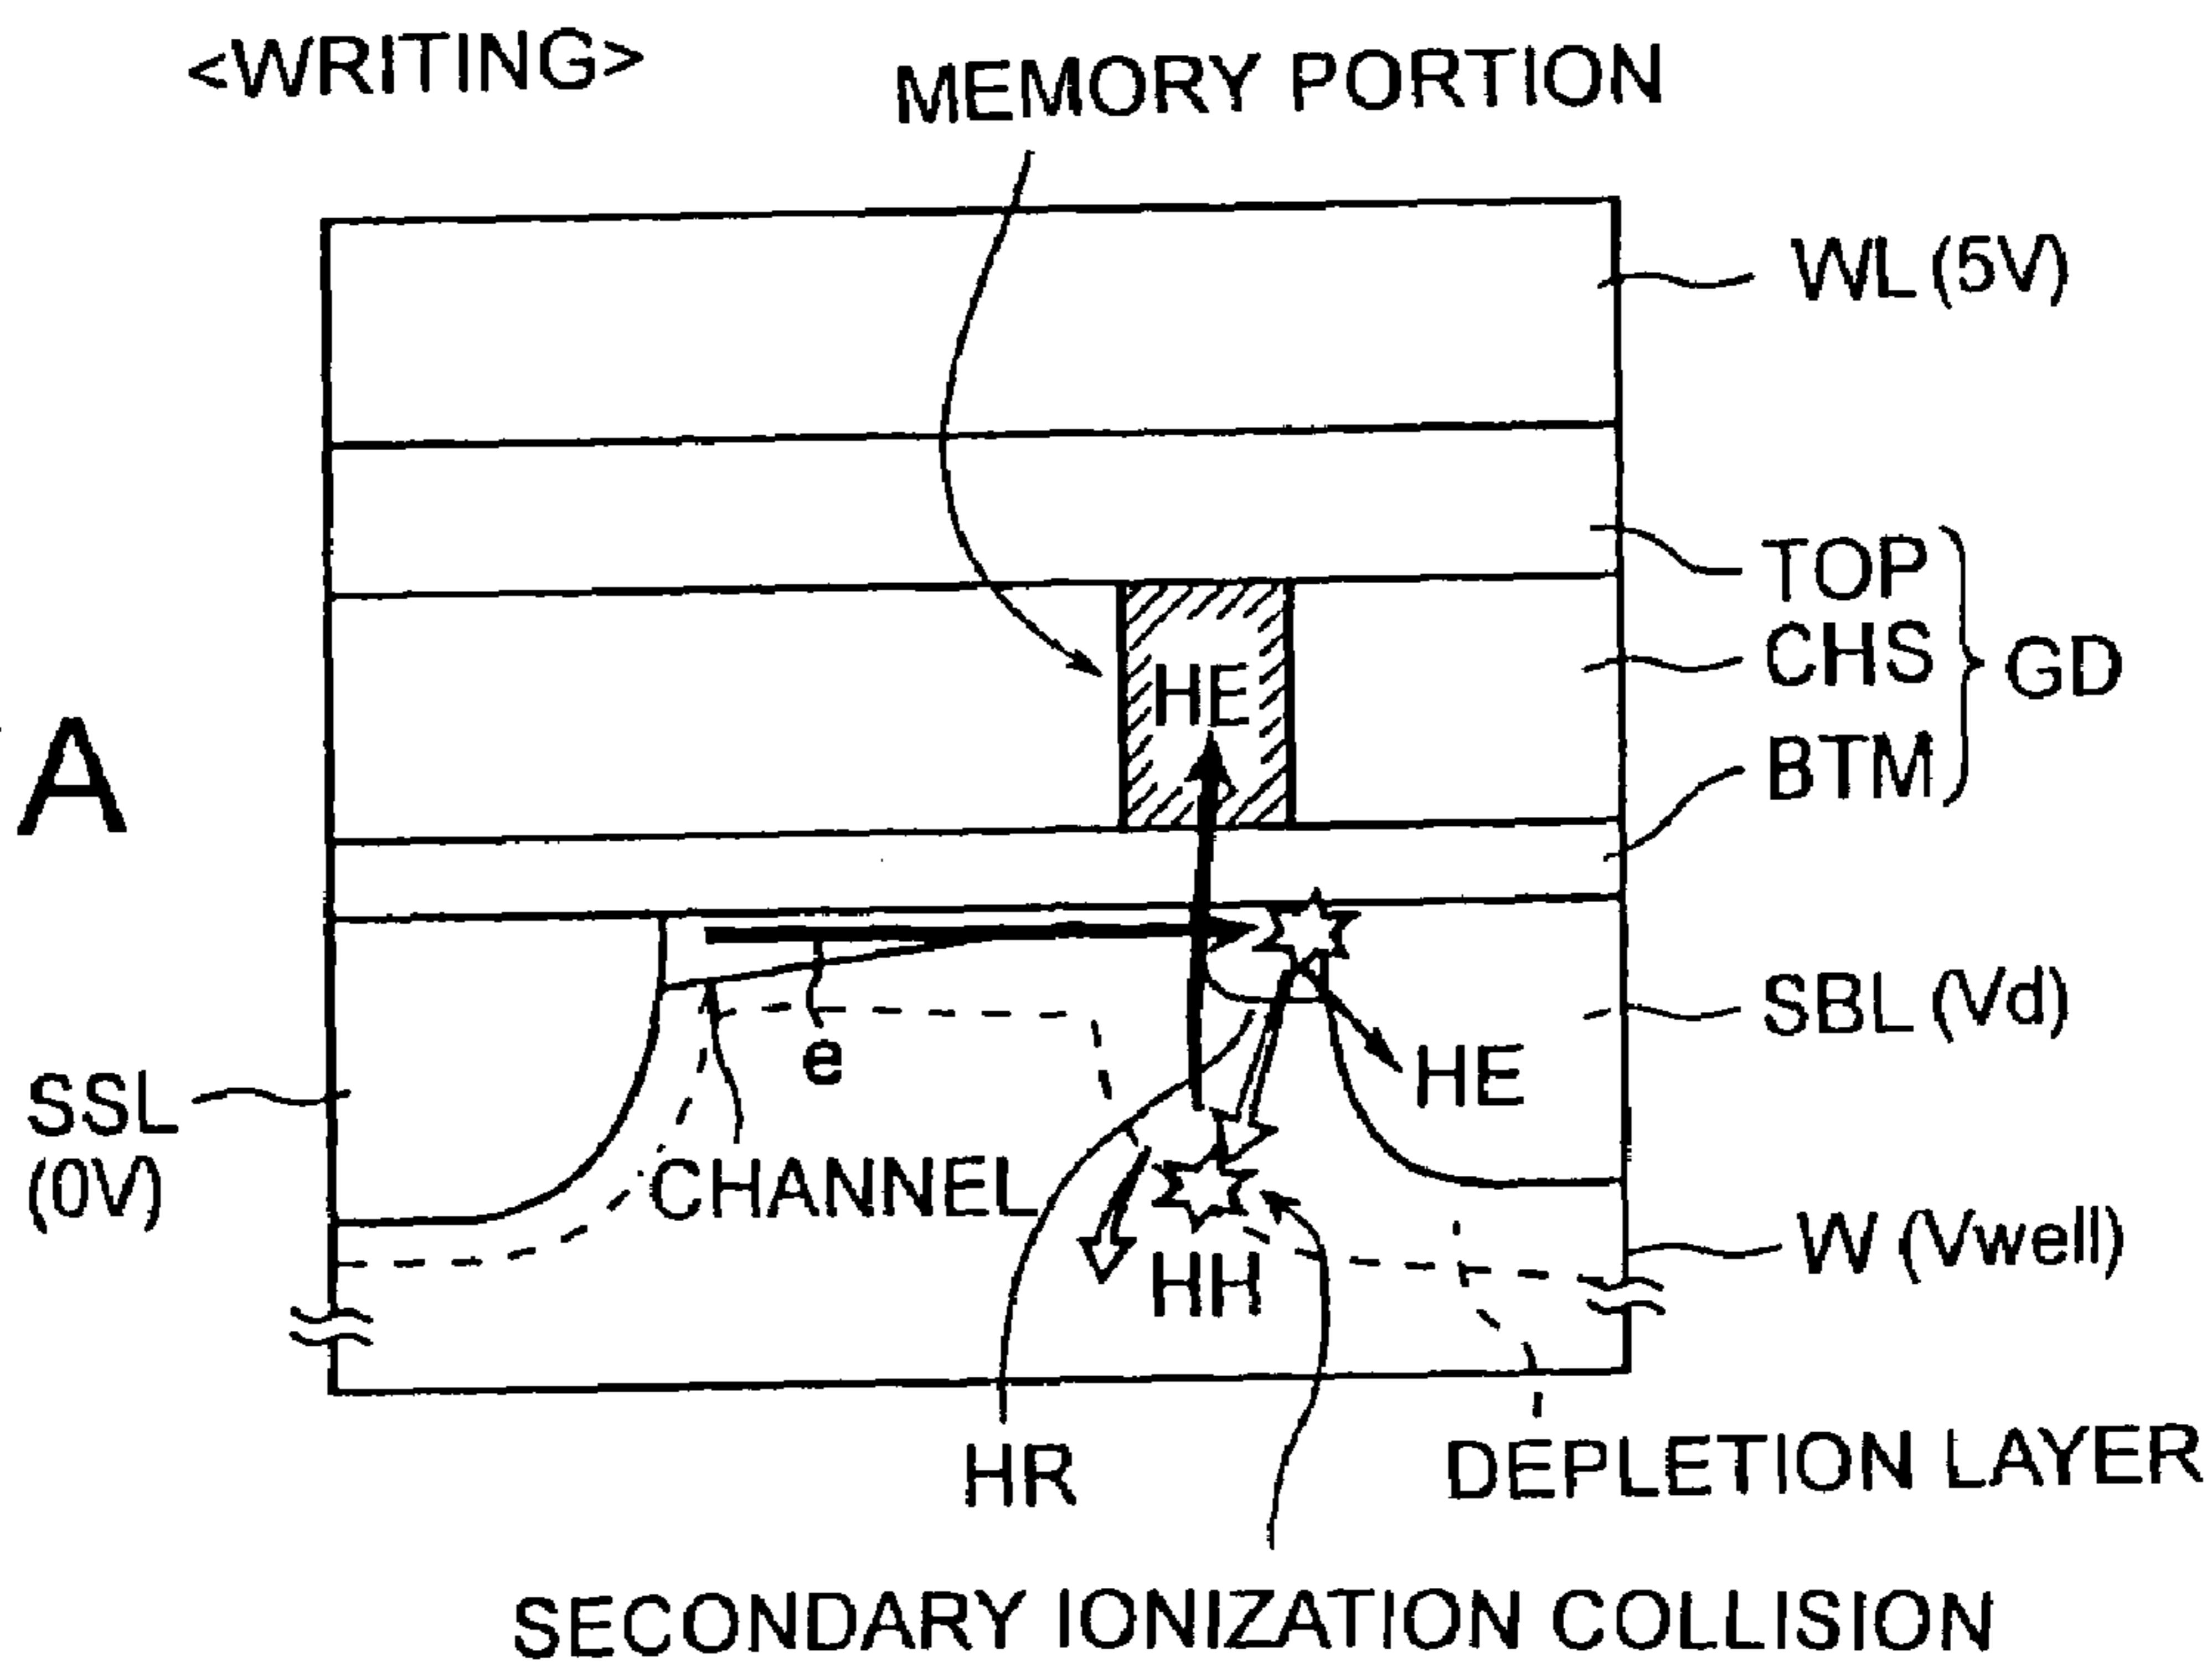 <WRITING>
MEMORY PORTION
WL (5V)
TOP
CHS
GD
BTM
HE
A
SBL (Vd)
e
HE
SSL
(0V)
CHANNEL
W (Vwell)
HH
HR
DEPLETION LAYER
SECONDARY IONIZATION COLLISION